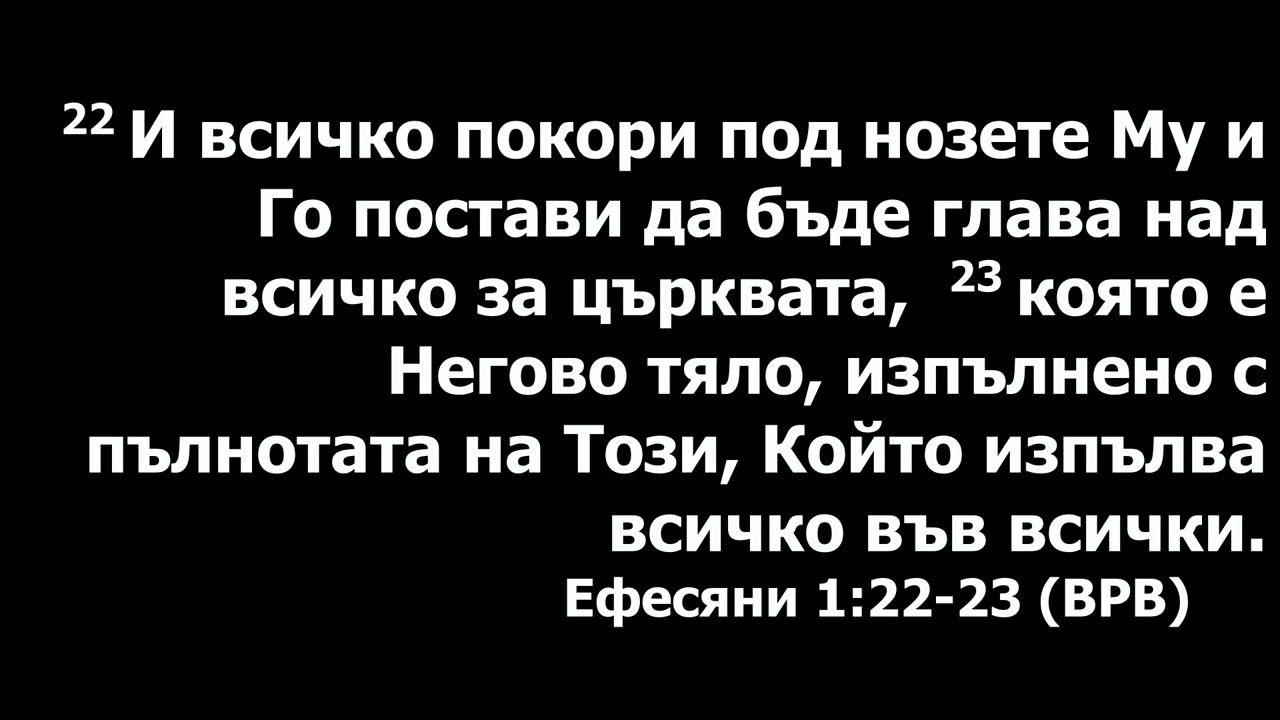 22 И всичко покори под нозете Му и
Го постави да бъде глава над
всичко за църквата, 23 която е
Негово тяло, изпълнено с
пълнотата на Този, Който изпълва
всичко във всички.
Ефесяни 1:22-23 (ВРВ)